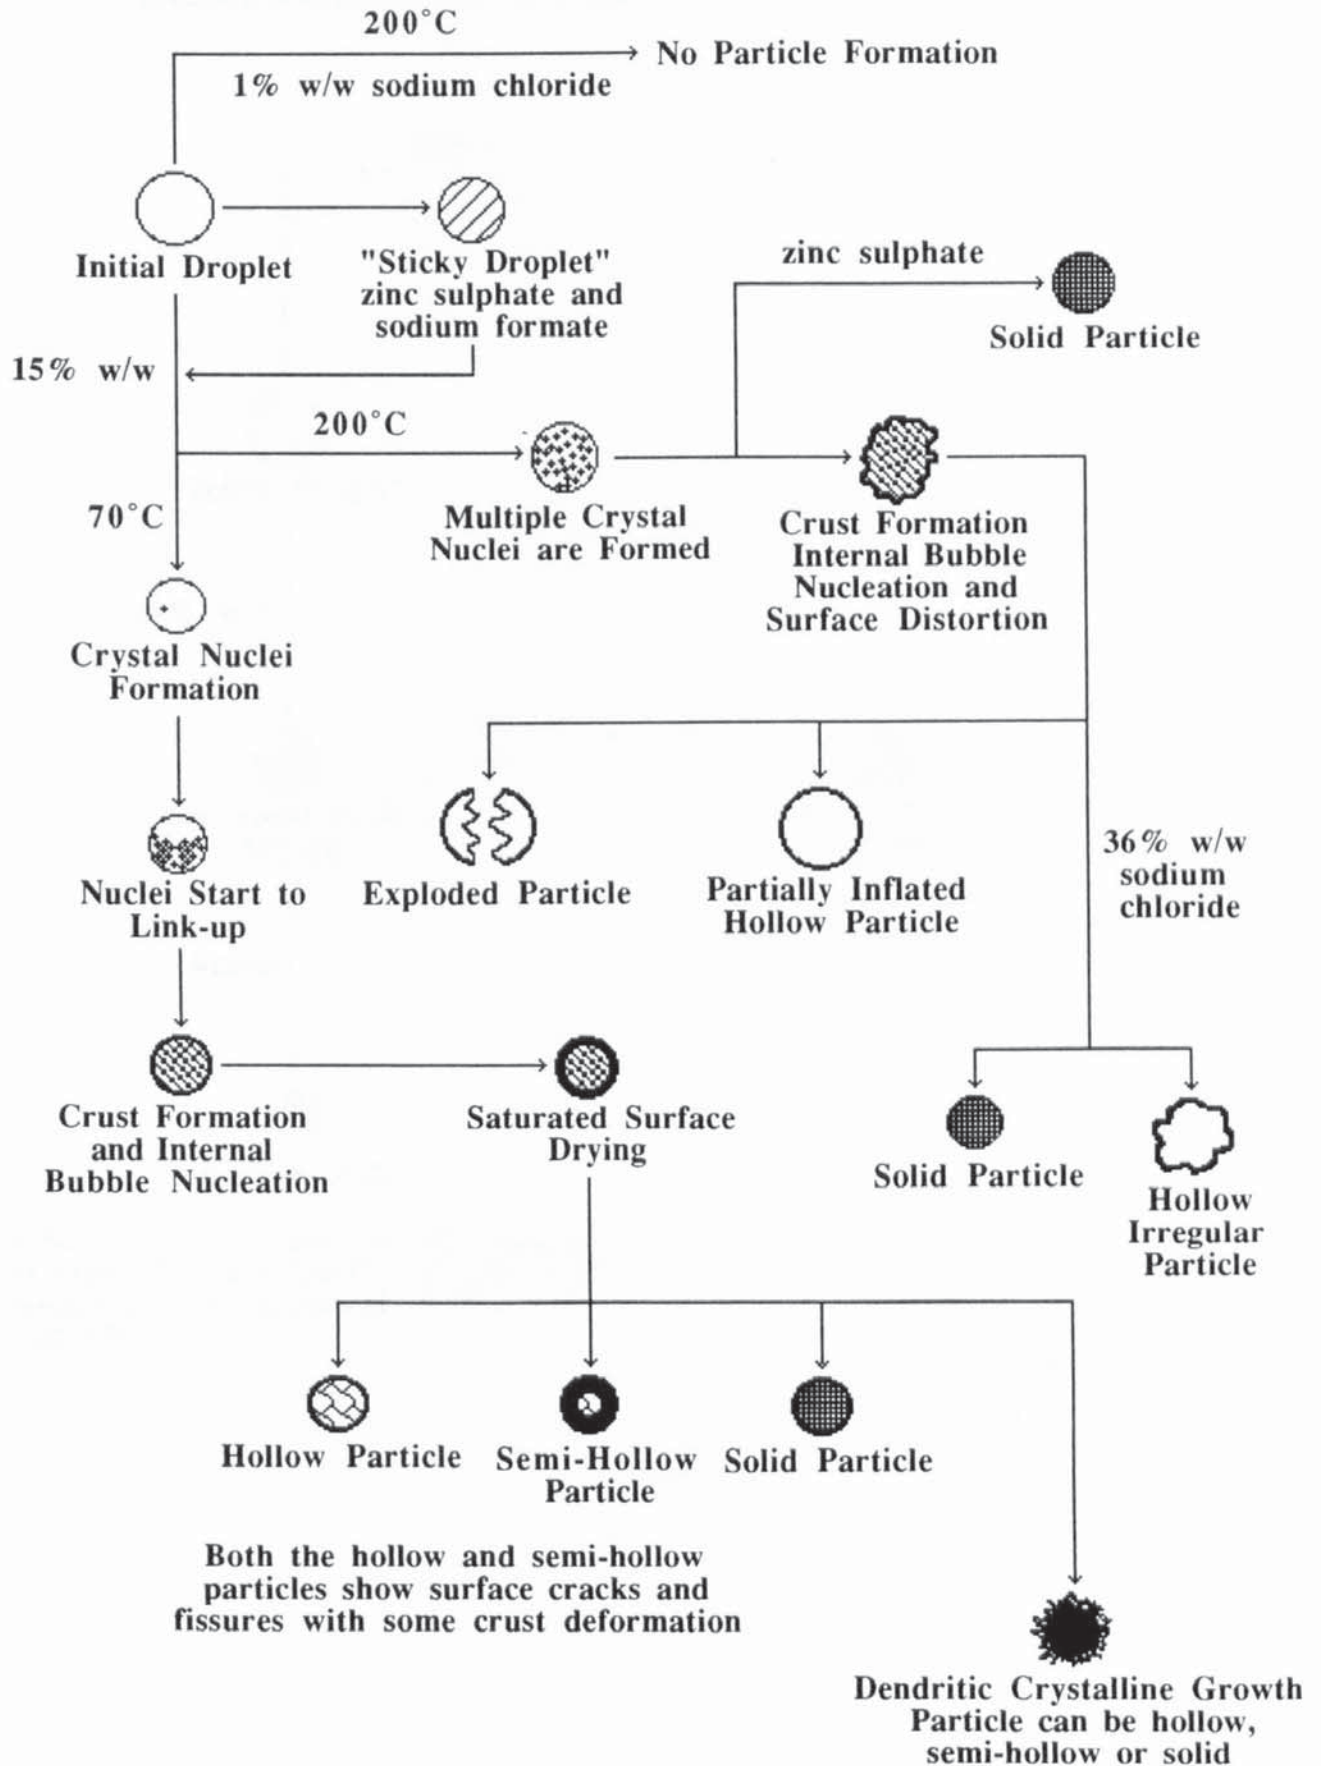 200°C
No Particle Formation
1% w/w sodium chloride
Initial Droplet
"Sticky Droplet"
zinc sulphate and
sodium formate
zinc sulphate
Solid Particle
15% w/w
200°C
70°C
Multiple Crystal
Nuclei are Formed
Crust Formation
Internal Bubble
Nucleation and
Surface Distortion
Crystal Nuclei
Formation
Nuclei Start to
Link-up
Exploded Particle
Partially Inflated
Hollow Particle
36% w/w
sodium
chloride
Crust Formation
and Internal
Bubble Nucleation
Saturated Surface
Drying
Solid Particle
Hollow
Irregular
Particle
Hollow Particle
Semi-Hollow
Particle
Solid Particle
Both the hollow and semi-hollow
particles show surface cracks and
fissures with some crust deformation
Dendritic Crystalline Growth
Particle can be hollow,
semi-hollow or solid